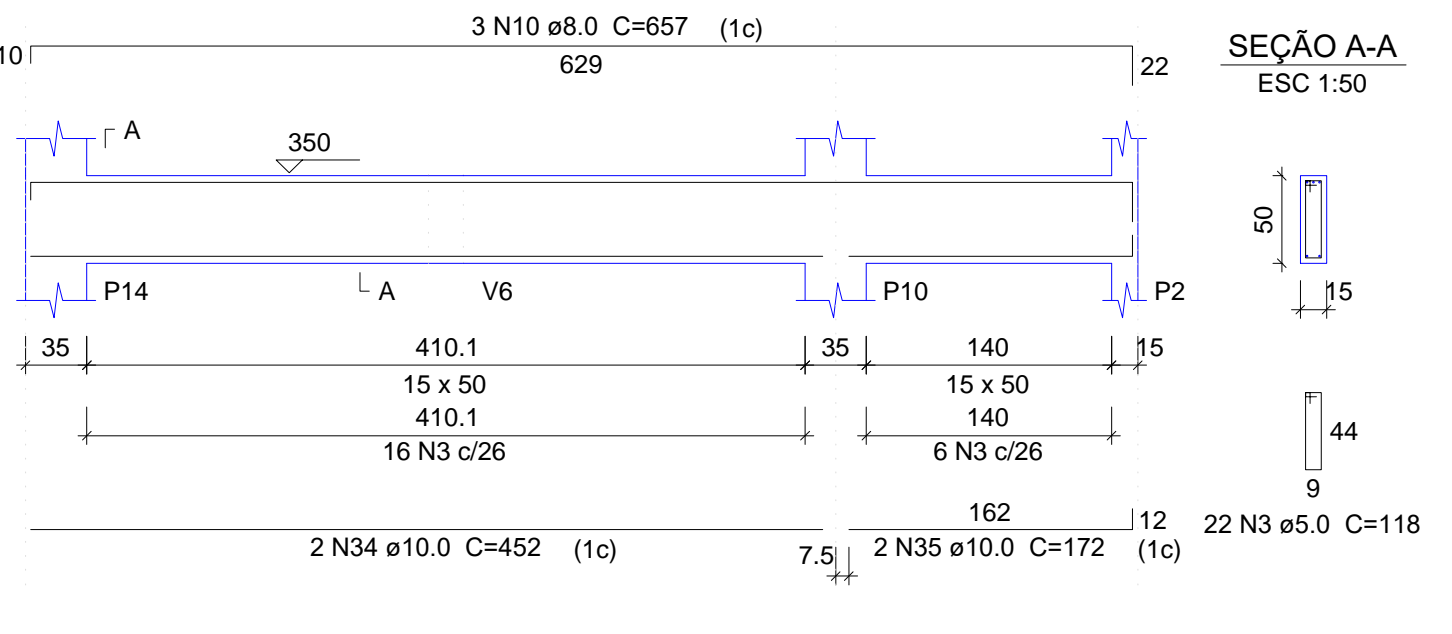 3 N10 ø8.0 C=657 (1c)
10
629
22
SEÇÃO A-A
ESC 1:50
A
350
50
15
P14
A
V6
P10
P2
35
410.1
35
140
15
15 x 50
15 x 50
410.1
140
16 N3 c/26
6 N3 c/26
44
9
22 N3 ø5.0 C=118
162
12
2 N34 ø10.0 C=452 (1c)
7.5
2 N35 ø10.0 C=172 (1c)